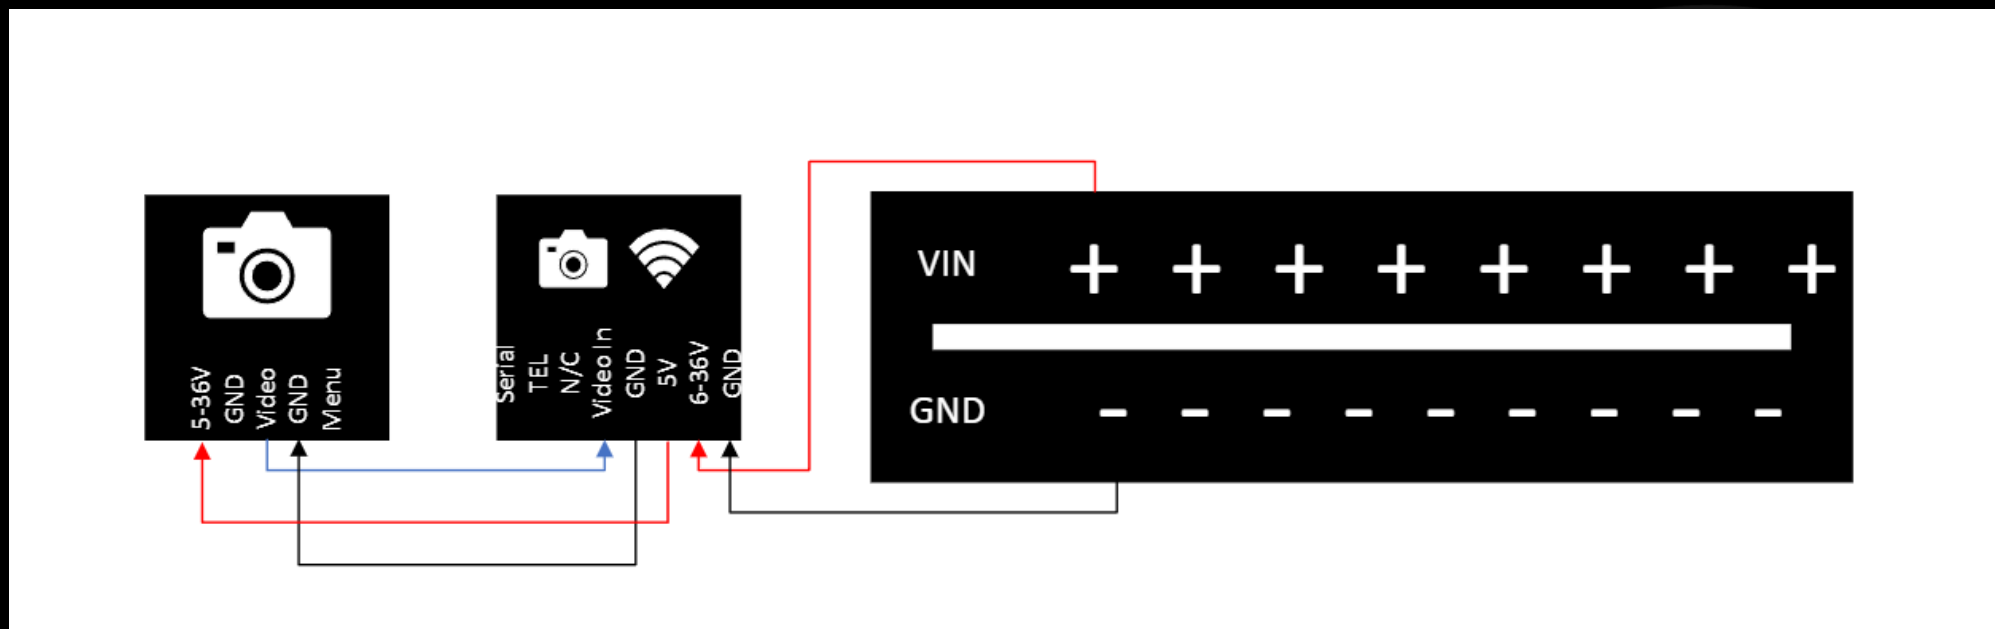 5-36V
GND
Video
GND
Menu
Serial
TEL
N/C
Video In
GND
5V
6-36V
GND
VIN + + + + + + + +
GND - - - - - - - - -